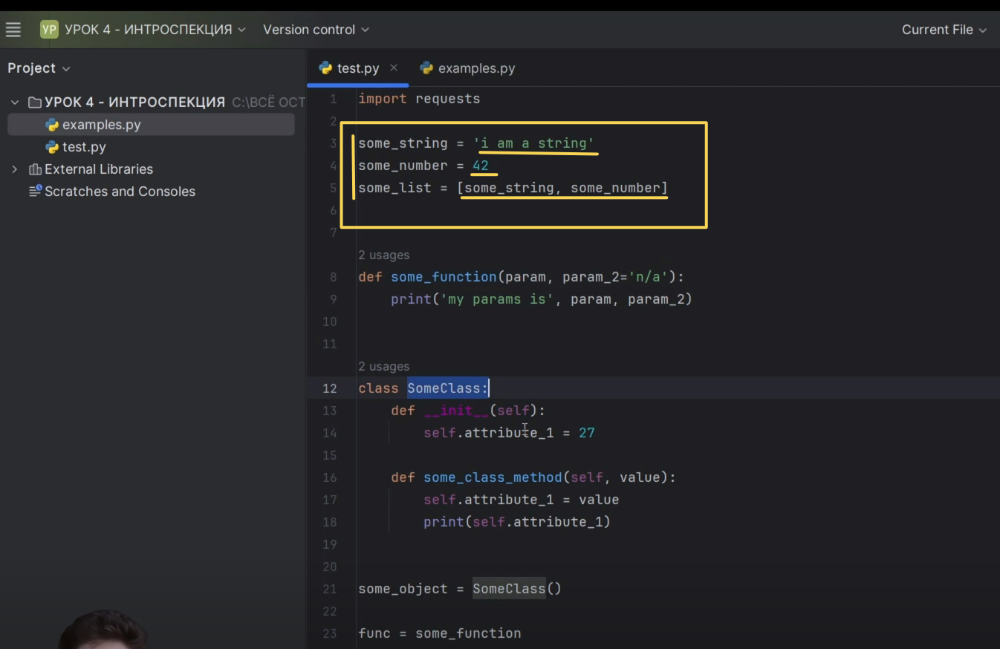 УР УРОК 4 - ИНТРОСПЕКЦИЯ Version control Current File
Project
test.py examples.py
УРОК 4 - ИНТРОСПЕКЦИЯ C:\ВСЁ ОСТ
examples.py
test.py
External Libraries
Scratches and Consoles
1 import requests
2
3 some_string = 'i am a string'
4 some_number = 42
5 some_list = [some_string, some_number]
6
7
2 usages
8 def some_function(param, param_2='n/a'):
9 print('my params is', param, param_2)
10
11
2 usages
12 class SomeClass:
13 def __init__(self):
14 self.attribute_1 = 27
15
16 def some_class_method(self, value):
17 self.attribute_1 = value
18 print(self.attribute_1)
19
20
21 some_object = SomeClass()
22
23 func = some_function